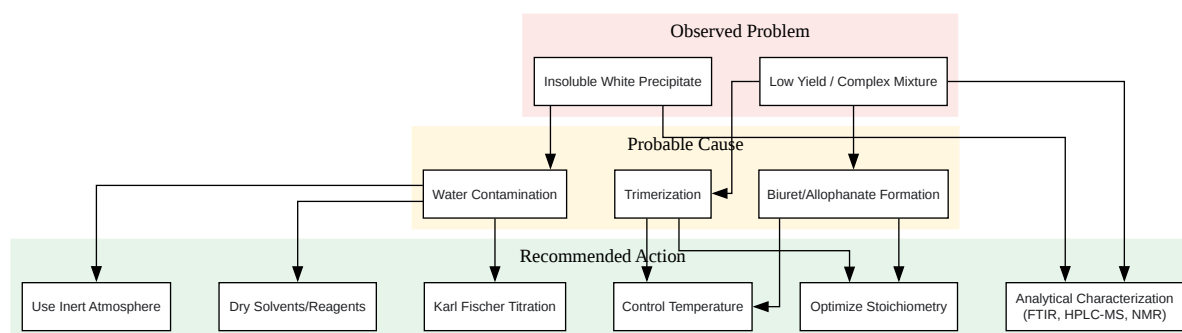 Observed Problem
Insoluble White Precipitate
Low Yield / Complex Mixture
Probable Cause
Water Contamination
Trimerization
Biuret/Allophanate Formation
Recommended Action
Use Inert Atmosphere
Dry Solvents/Reagents
Karl Fischer Titration
Control Temperature
Optimize Stoichiometry
Analytical Characterization
(FTIR, HPLC-MS, NMR)